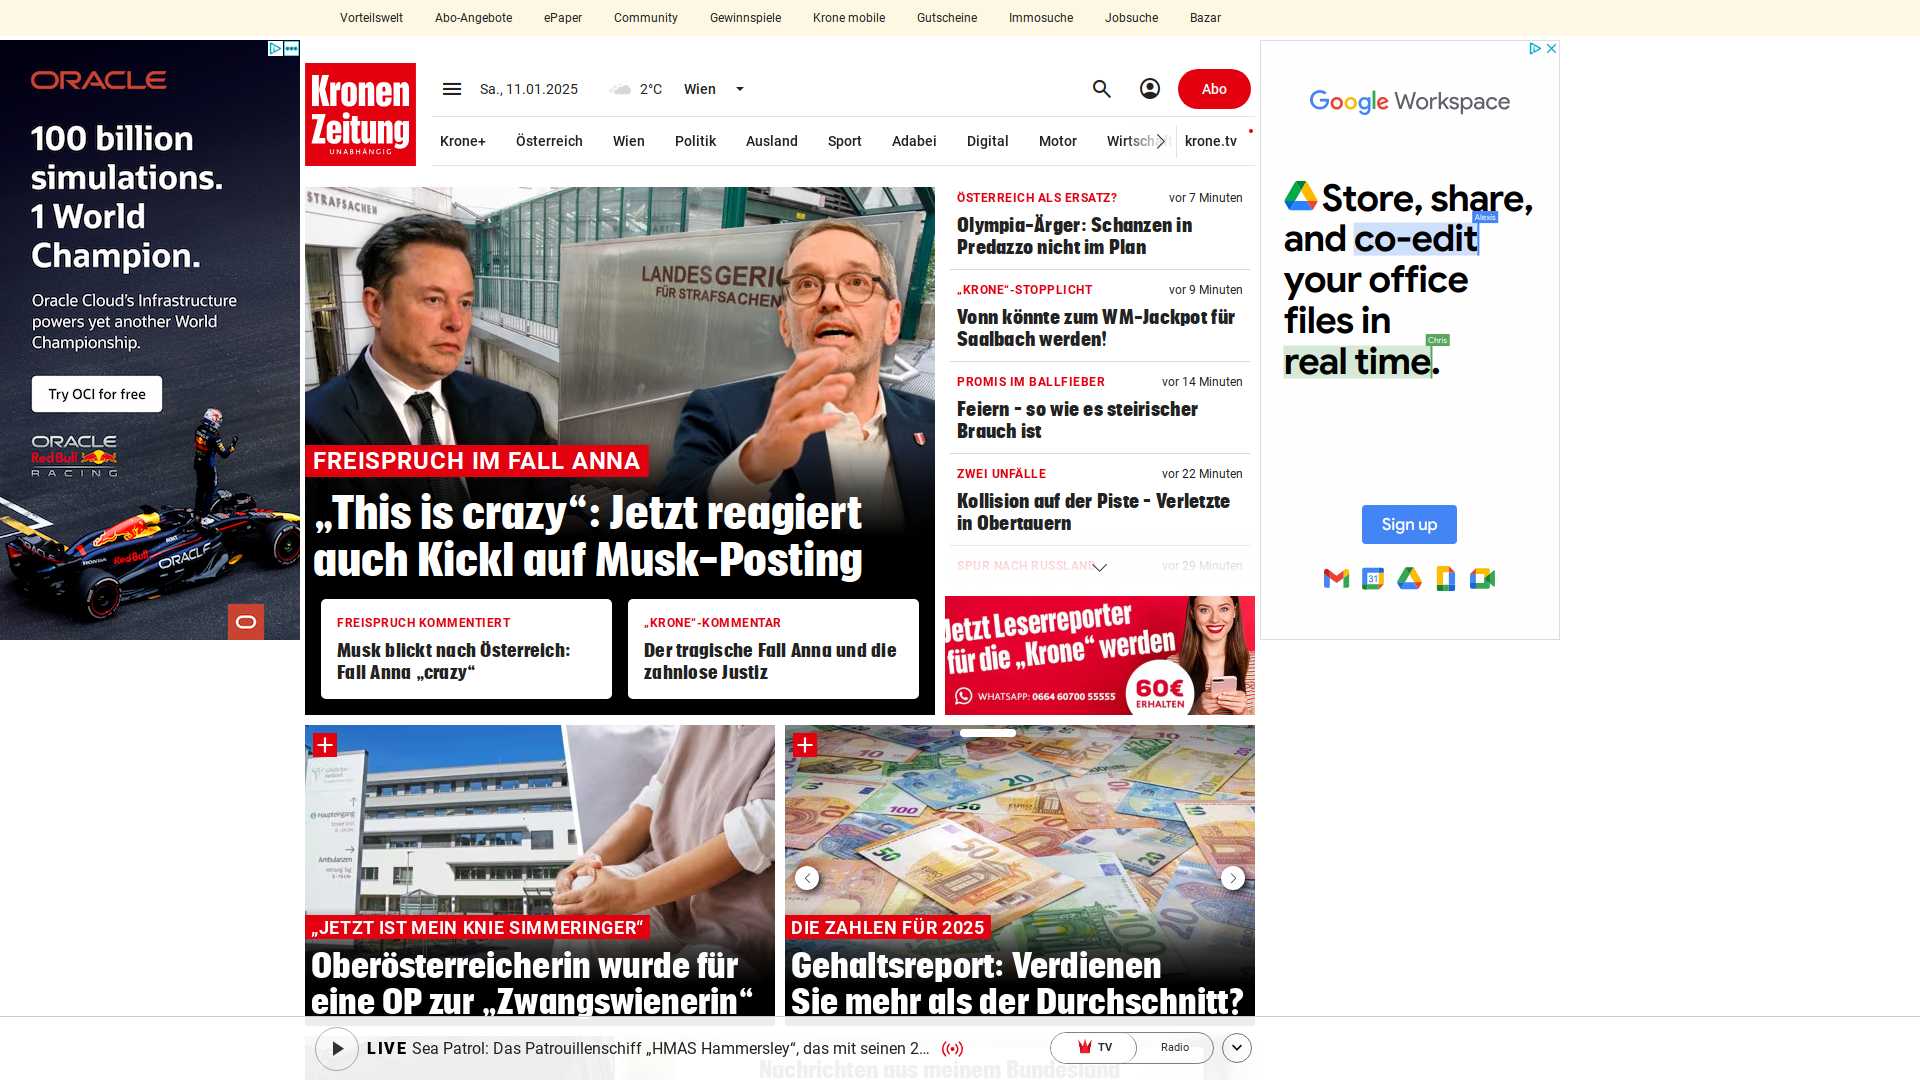 Vorteilswelt
Abo-Angebote
ePaper
Community
Gewinnspiele
Krone mobile
Gutscheine
Immosuche
Jobsuche
Bazar
ORACLE
100 billion
simulations.
1 World
Champion.
Oracle Cloud's Infrastructure
powers yet another World
Championship.
Try OCI for free
ORACLE
Red Bull
RACING
Kronen
Zeitung
UNABHÄNGIG
Sa., 11.01.2025
2°C
Wien
Abo
Krone+
Österreich
Wien
Politik
Ausland
Sport
Adabei
Digital
Motor
krone.tv
STRAFSACHEN
FÜR STRAFSACHEN
FREISPRUCH IM FALL ANNA
„This is crazy“: Jetzt reagiert
auch Kickl auf Musk-Posting
FREISPRUCH KOMMENTIERT
Musk blickt nach Österreich:
Fall Anna „crazy“
„KRONE“-KOMMENTAR
Der tragische Fall Anna und die
zahnlose Justiz
ÖSTERREICH ALS ERSATZ?
vor 7 Minuten
Olympia-Ärger: Schanzen in
Predazzo nicht im Plan
„KRONE“-STOPPLICHT
vor 9 Minuten
Vonn könnte zum WM-Jackpot für
Saalbach werden!
PROMIS IM BALLFIEBER
vor 14 Minuten
Feiern - so wie es steirischer
Brauch ist
ZWEI UNFÄLLE
vor 22 Minuten
Kollision auf der Piste - Verletzte
in Obertauern
SPUR NACH RUSSLAND
vor 29 Minuten
Jetzt Leserreporter
für die „Krone“ werden
WHATSAPP: 0664 60700 55555
60€
ERHALTEN
Google Workspace
Store, share,
Alexis
and co-edit
your office
files in
Chris
real time.
Sign up
31
Haupteingang
Ambulanzen
„JETZT IST MEIN KNIE SIMMERINGER“
Oberösterreicherin wurde für
eine OP zur „Zwangswienerin“
DIE ZAHLEN FÜR 2025
Gehaltsreport: Verdienen
Sie mehr als der Durchschnitt?
LIVE Sea Patrol: Das Patrouillenschiff „HMAS Hammersley“, das mit seinen 2...
TV
Radio
Nachrichten aus meinem Bundesland